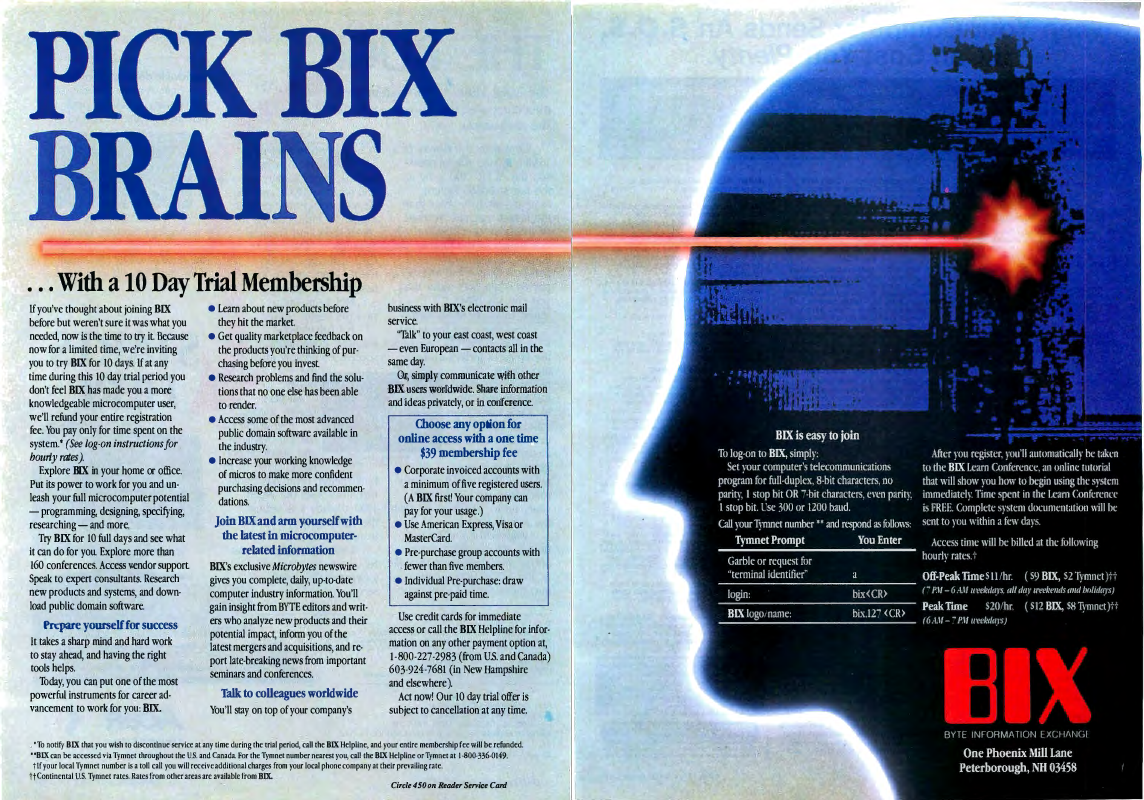 PICK BIX
BRAINS
. . . With a 10 Day Trial Membership
If you've thought about joining BIX
before but weren't sure it was what you
needed, now is the time to try it. Because
now for a limited time, we're inviting
you to try BIX for 10 days. If at any
time during this 10 day trial period you
don't feel BIX has made you a more
knowledgeable microcomputer user,
we'll refund your entire registration
fee. You pay only for time spent on the
system.* (See log-on instructions for
hourly rates).
Explore BIX in your home or office.
Put its power to work for you and un-
leash your full microcomputer potential
— programming, designing, specifying,
researching — and more.
Try BIX for 10 full days and see what
it can do for you. Explore more than
160 conferences. Access vendor support.
Speak to expert consultants. Research
new products and systems, and down-
load public domain software.
Prepare yourself for success
It takes a sharp mind and hard work
to stay ahead, and having the right
tools helps.
Today, you can put one of the most
powerful instruments for career ad-
vancement to work for you: BIX.
● Learn about new products before
they hit the market.
● Get quality marketplace feedback on
the products you're thinking of pur-
chasing before you invest.
● Research problems and find the solu-
tions that no one else has been able
to render.
● Access some of the most advanced
public domain software available in
the industry.
● Increase your working knowledge
of micros to make more confident
purchasing decisions and recommen-
dations.
Join BIX and arm yourself with
the latest in microcomputer-
related information
BIX's exclusive Microbytes newswire
gives you complete, daily, up-to-date
computer industry information. You'll
gain insight from BYTE editors and writ-
ers who analyze new products and their
potential impact, inform you of the
latest mergers and acquisitions, and re-
port late-breaking news from important
seminars and conferences.
Talk to colleagues worldwide
You'll stay on top of your company's
business with BIX's electronic mail
service.
"Talk" to your east coast, west coast
— even European — contacts all in the
same day.
Or, simply communicate with other
BIX users worldwide. Share information
and ideas privately, or in conference.
Choose any option for
online access with a one time
$39 membership fee
● Corporate invoiced accounts with
a minimum of five registered users.
(A BIX first! Your company can
pay for your usage.)
● Use American Express, Visa or
MasterCard.
● Pre-purchase group accounts with
fewer than five members.
● Individual Pre-purchase: draw
against pre-paid time.
Use credit cards for immediate
access or call the BIX Helpline for infor-
mation on any other payment option at,
1-800-227-2983 (from U.S. and Canada)
603-924-7681 (in New Hampshire
and elsewhere).
Act now! Our 10 day trial offer is
subject to cancellation at any time.
BIX is easy to join
To log-on to BIX, simply:
Set your computer's telecommunications
program for full-duplex, 8-bit characters, no
parity, 1 stop bit OR 7-bit characters, even parity,
1 stop bit. Use 300 or 1200 baud.
Call your Tymnet number ** and respond as follows:
Tymnet Prompt You Enter
Garble or request for
"terminal identifier" a
login: bix<CR>
BIX logo/name: bix.127 <CR>
After you register, you'll automatically be taken
to the BIX Learn Conference, an online tutorial
that will show you how to begin using the system
immediately. Time spent in the Learn Conference
is FREE. Complete system documentation will be
sent to you within a few days.
Access time will be billed at the following
hourly rates.†
Off-Peak Time $11/hr. ( $9 BIX, $2 Tymnet )††
( 7 PM – 6 AM weekdays, all day weekends and holidays)
Peak Time $20/hr. ( $12 BIX, $8 Tymnet )††
(6 AM – 7 PM weekdays)
BIX
BYTE INFORMATION EXCHANGE
One Phoenix Mill Lane
Peterborough, NH 03458
*To notify BIX that you wish to discontinue service at any time during the trial period, call the BIX Helpline, and your entire membership fee will be refunded.
**BIX can be accessed via Tymnet throughout the U.S. and Canada. For the Tymnet number nearest you, call the BIX Helpline or Tymnet at 1-800-336-0149.
†If your local Tymnet number is a toll call you will receive additional charges from your local phone company at their prevailing rate.
††Continental U.S. Tymnet rates. Rates from other areas are available from BIX.
Circle 450 on Reader Service Card